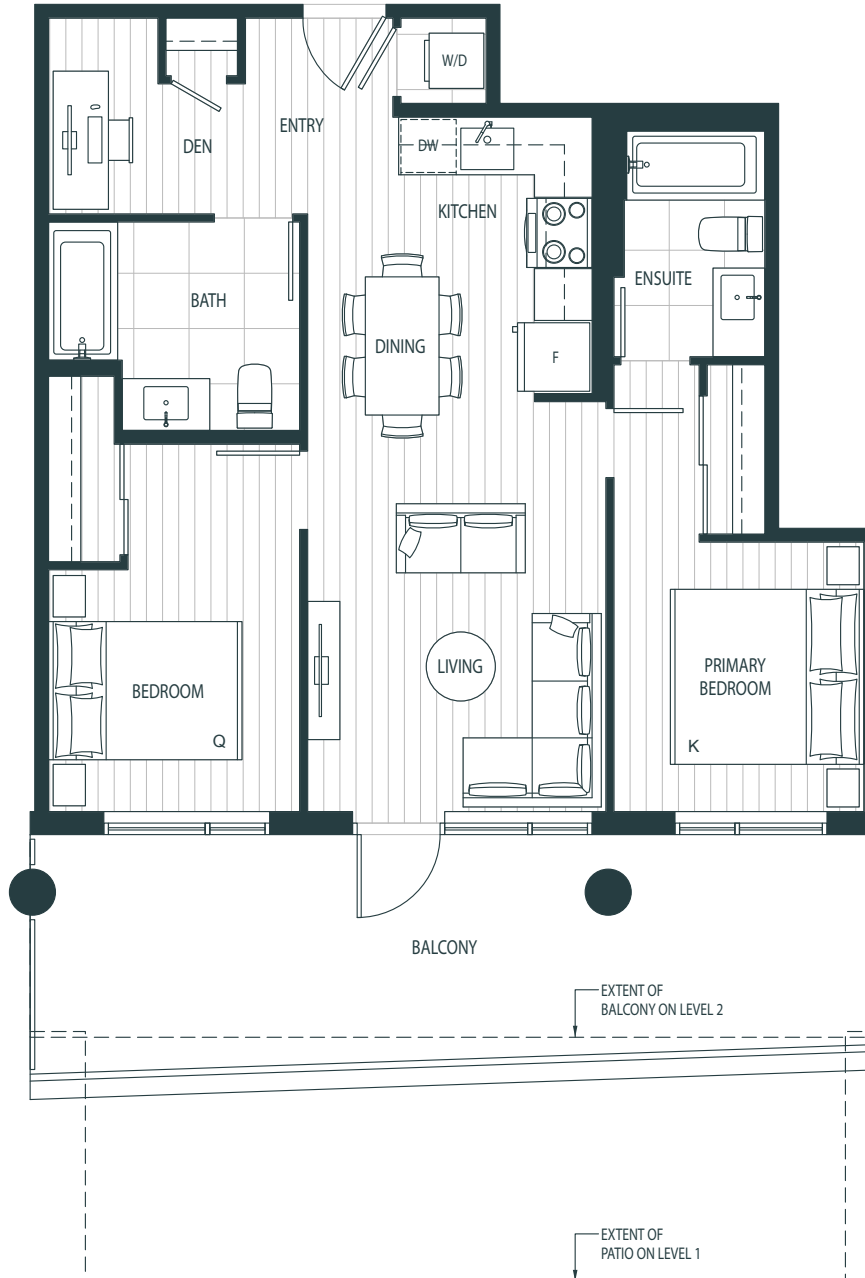 W/D
ENTRY
DEN
DW
KITCHEN
BATH
ENSUITE
DINING
F
LIVING
BEDROOM
Q
PRIMARY
BEDROOM
K
BALCONY
EXTENT OF
BALCONY ON LEVEL 2
EXTENT OF
PATIO ON LEVEL 1